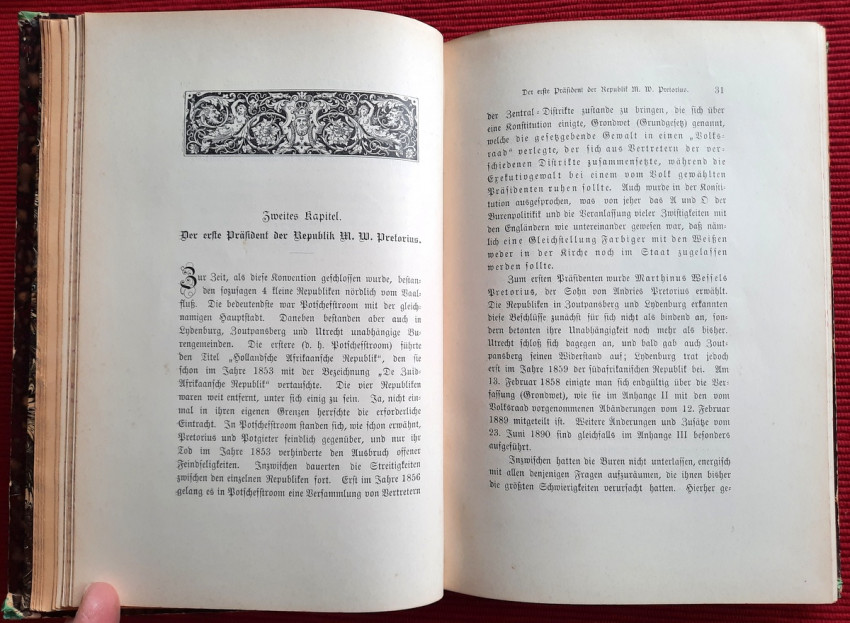 Zweites Kapitel.
Der erste Präsident der Republik M. W. Pretorius.
Zur Zeit, als diese Konvention geschlossen wurde, bestan-
den sozusagen 4 kleine Republiken nördlich vom Vaal-
fluß. Die bedeutendste war Potschefstroom mit der gleich-
namigen Hauptstadt. Daneben bestanden aber auch in
Lydenburg, Zoutpansberg und Utrecht unabhängige Bu-
rengemeinden. Die erstere (d. h. Potschefstroom) führte
den Titel „Hollandsche Afrikaansche Republik“, den sie
schon im Jahre 1853 mit der Bezeichnung „De Zuid-
Afrikaansche Republik“ vertauschte. Die vier Republiken
waren weit entfernt, unter sich einig zu sein. Ja, nicht ein-
mal in ihren eigenen Grenzen herrschte die erforderliche
Eintracht. In Potschefstroom standen sich, wie schon erwähnt,
Pretorius und Potgieter feindlich gegenüber, und nur ihr
Tod im Jahre 1853 verhinderte den Ausbruch offener
Feindseligkeiten. Inzwischen dauerten die Streitigkeiten
zwischen den einzelnen Republiken fort. Erst im Jahre 1856
gelang es in Potschefstroom eine Versammlung von Vertretern
Der erste Präsident der Republik M. W. Pretorius. 31
der Zentral-Distrikte zustande zu bringen, die sich über
eine Konstitution einigte, Grondwet (Grundgesetz) genannt,
welche die gesetzgebende Gewalt in einen „Volks-
raad“ verlegte, der sich aus Vertretern der ver-
schiedenen Distrikte zusammensetzte, während die
Exekutivgewalt bei einem vom Volk gewählten
Präsidenten ruhen sollte. Auch wurde in der Konsti-
tution ausgesprochen, was von jeher das A und O der
Burenpolitik und die Veranlassung vieler Zwistigkeiten mit
den Engländern wie untereinander gewesen war, daß näm-
lich eine Gleichstellung Farbiger mit den Weißen
weder in der Kirche noch im Staat zugelassen
werden sollte.
Zum ersten Präsidenten wurde Marthinus Wessels
Pretorius, der Sohn von Andries Pretorius erwählt.
Die Republiken in Zoutpansberg und Lydenburg erkannten
diese Beschlüsse zunächst für sich nicht als bindend an, son-
dern betonten ihre Unabhängigkeit noch mehr als bisher.
Utrecht schloß sich dagegen an, und bald gab auch Zout-
pansberg seinen Widerstand auf; Lydenburg trat jedoch
erst im Jahre 1859 der südafrikanischen Republik bei. Am
13. Februar 1858 einigte man sich endgültig über die Ver-
fassung (Grondwet), wie sie im Anhange II mit den vom
Volksraad vorgenommenen Abänderungen vom 12. Februar
1889 mitgeteilt ist. Weitere Änderungen und Zusätze vom
23. Juni 1890 sind gleichfalls im Anhange III besonders
aufgeführt.
Inzwischen hatten die Buren nicht unterlassen, energisch
mit allen denjenigen Fragen aufzuräumen, die ihnen bisher
die größten Schwierigkeiten verursacht hatten. Hierher ge-